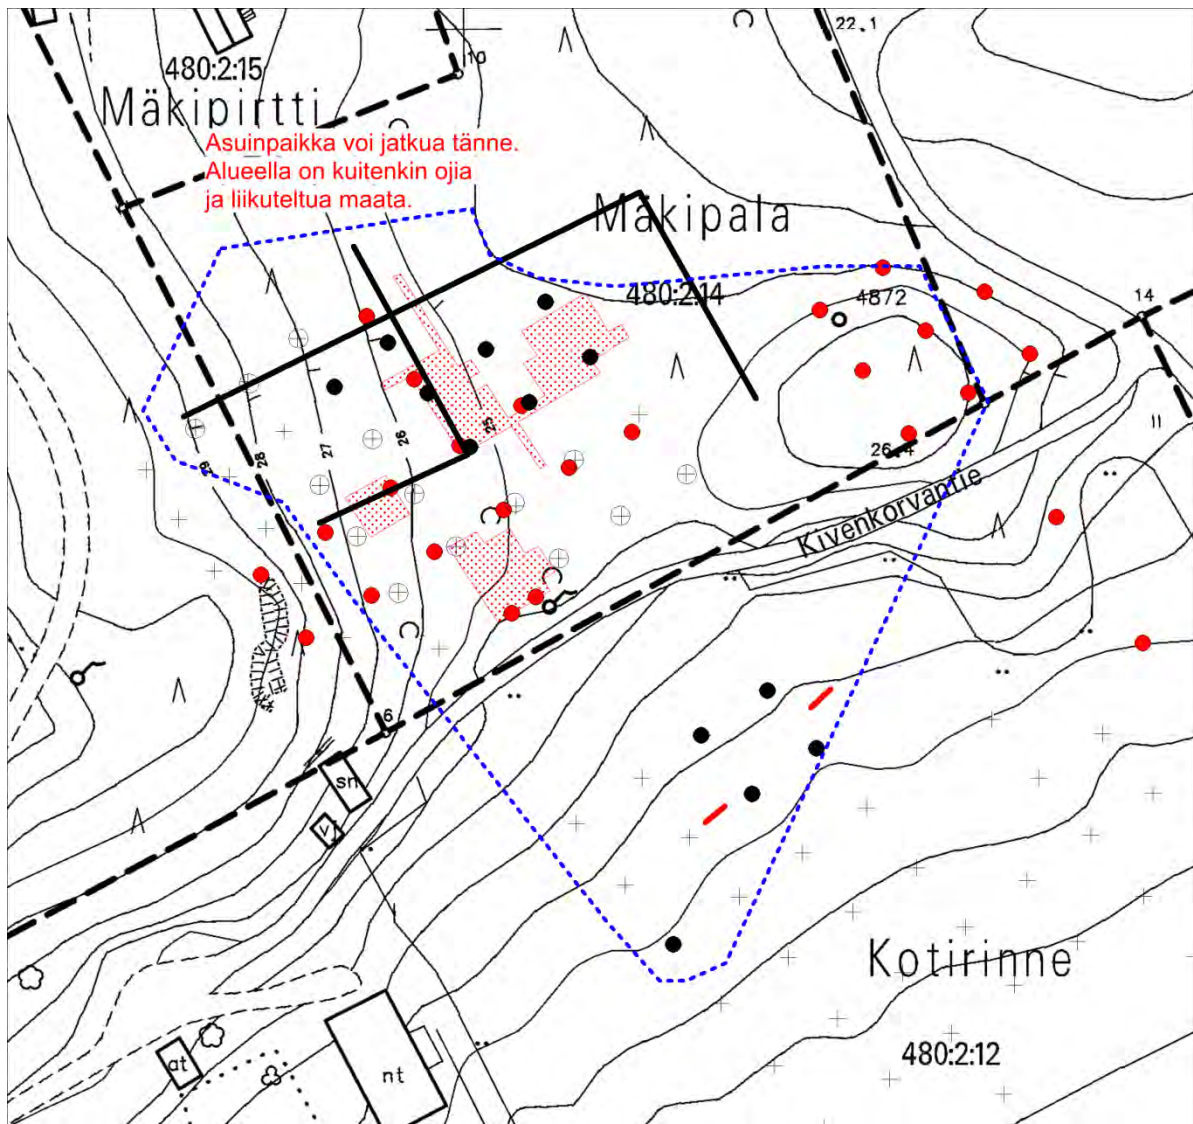 22.1
10
480:2:15
Mäkipirtti
Asuinpaikka voi jatkua tänne.
Alueella on kuitenkin ojia
ja liikuteltua maata.
Mäkipala
480:2:14
4872
14
11
29
28
27
26
25
26.4
Kivenkorvantie
6
sn
v
Kotirinne
480:2:12
at
nt